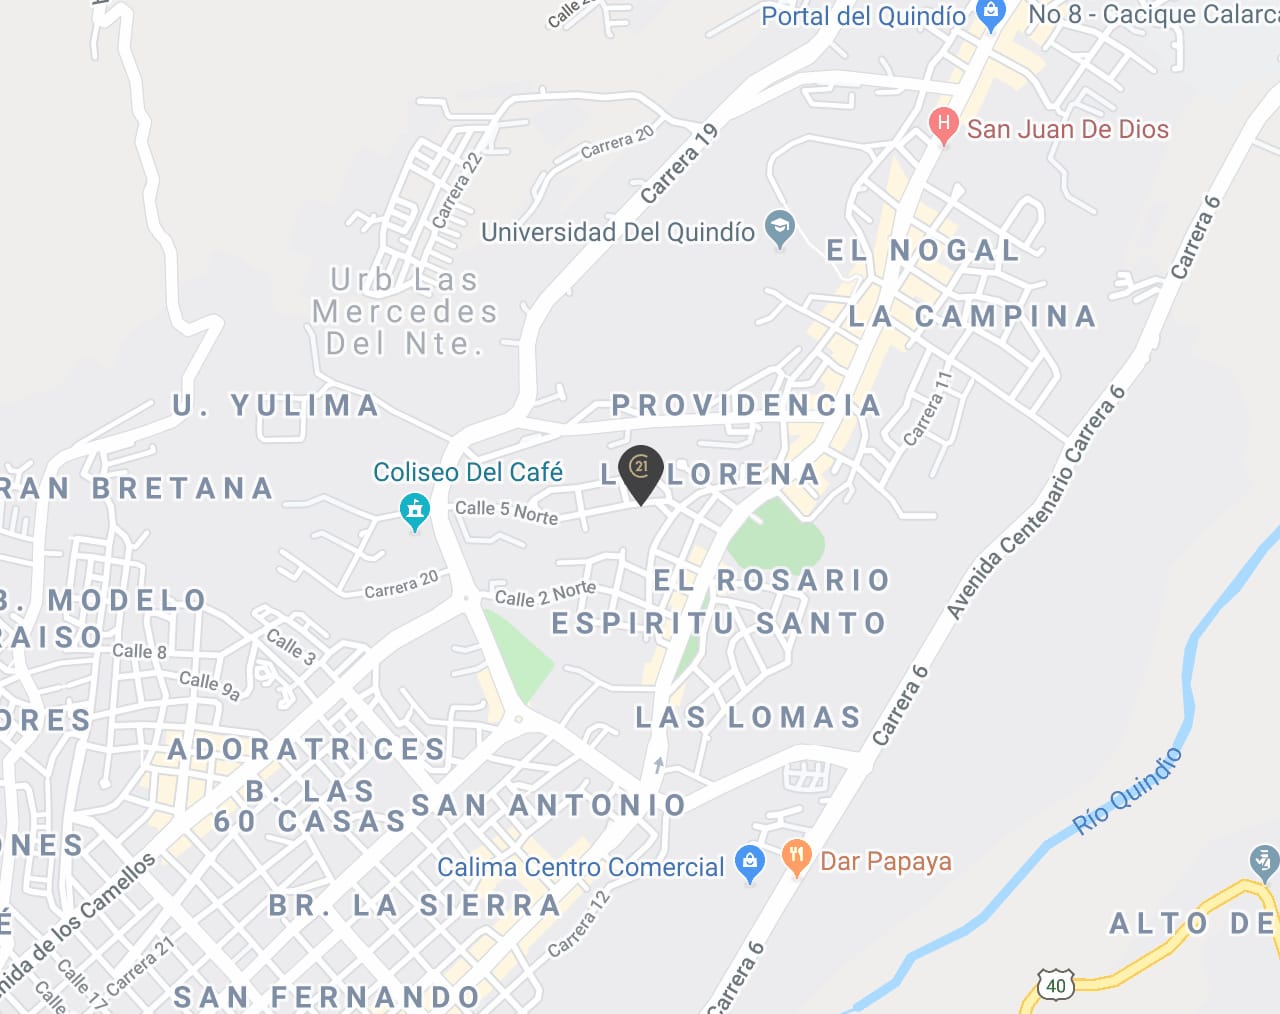 Calle 2
Portal del Quindío
No 8 - Cacique Calarc
San Juan De Dios
Carrera 20
Carrera 19
Carrera 22
Carrera 6
Universidad Del Quindío
EL NOGAL
Urb Las
Mercedes
Del Nte.
LA CAMPINA
U. YULIMA
PROVIDENCIA
Carrera 11
Avenida Centenario Carrera 6
Coliseo Del Café
L
LORENA
21
RAN BRETANA
Calle 5 Norte
Carrera 20
Calle 2 Norte
EL ROSARIO
B. MODELO
RAISO
ESPIRITU SANTO
Calle 8
Calle 3
Calle 9a
Carrera 6
ORES
LAS LOMAS
ADORATRICES
B. LAS
60 CASAS
SAN ANTONIO
Río Quindio
ONES
Calima Centro Comercial
Dar Papaya
BR. LA SIERRA
Carrera 12
É
ALTO DE
nida de los Camellos
Carrera 21
Calle 17
Carrera 6
40
SAN FERNANDO
H